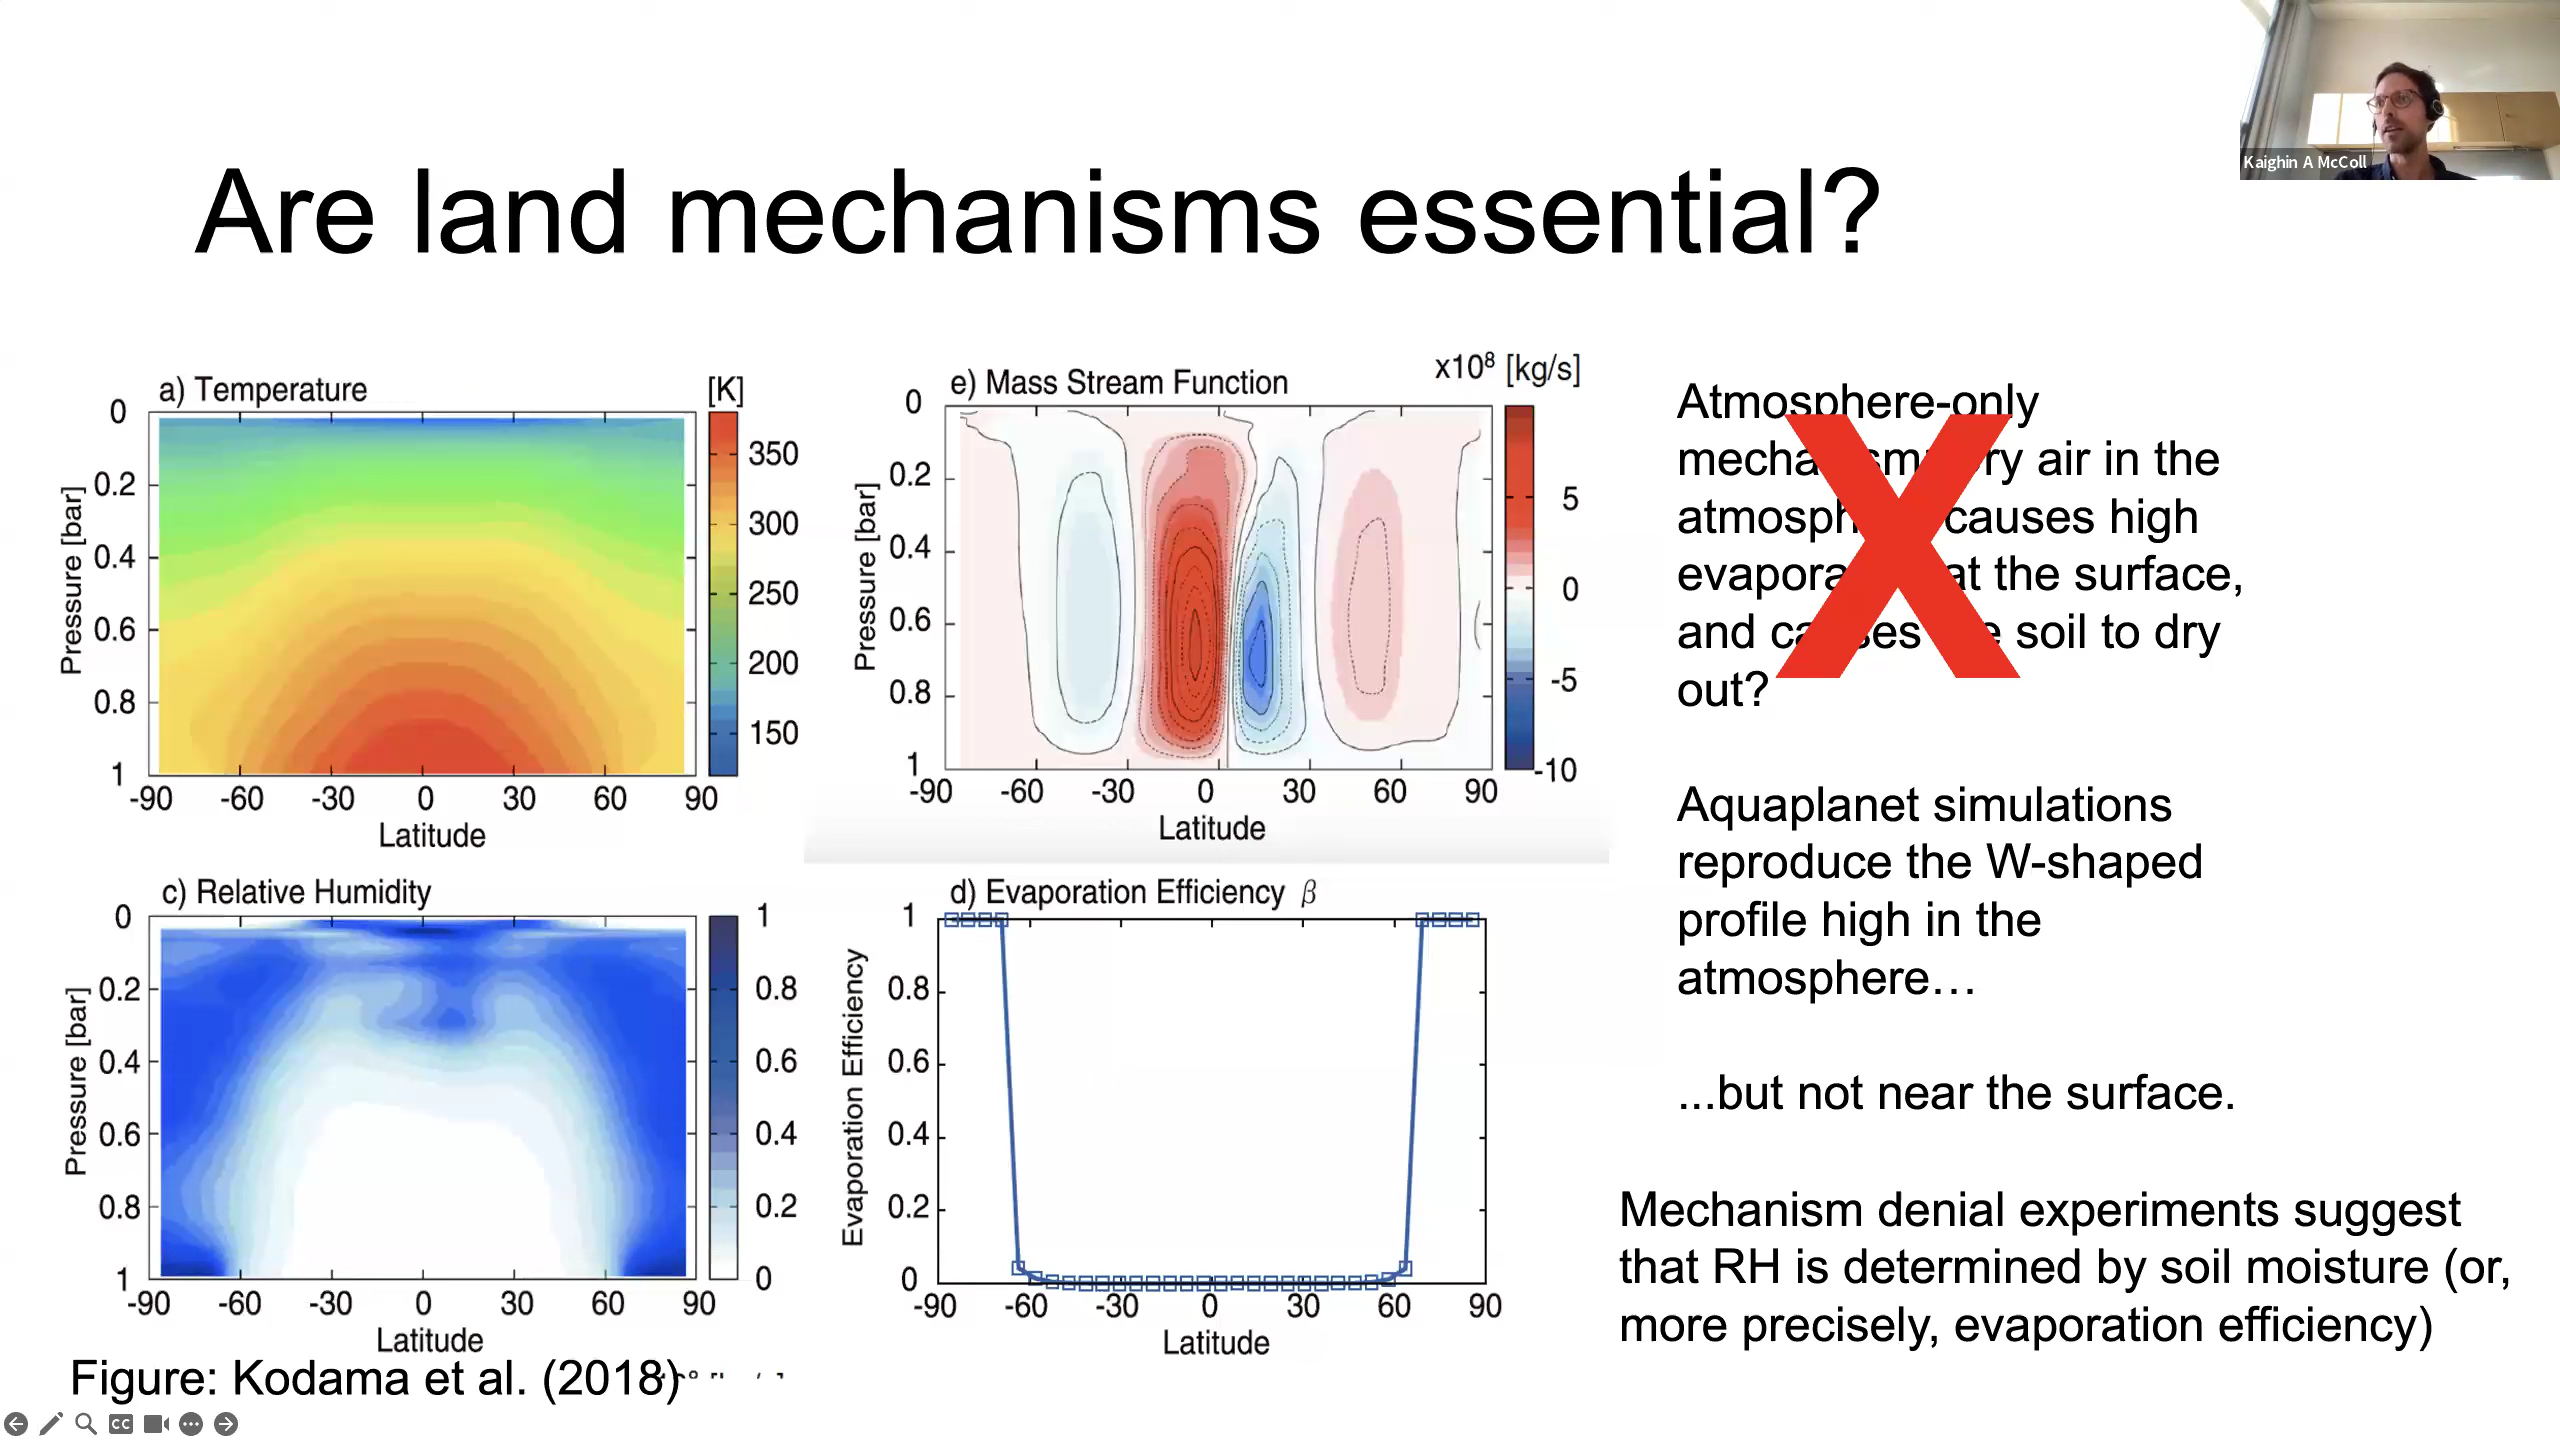 Kaighin A McColl
Are land mechanisms essential?
a) Temperature
[K]
0
0.2
0.4
0.6
0.8
1
Pressure [bar]
-90 -60 -30 0 30 60 90
Latitude
350
300
250
200
150
e) Mass Stream Function
x10⁸ [kg/s]
0
0.2
0.4
0.6
0.8
1
Pressure [bar]
-90 -60 -30 0 30 60 90
Latitude
5
0
-5
-10
c) Relative Humidity
0
0.2
0.4
0.6
0.8
1
Pressure [bar]
-90 -60 -30 0 30 60 90
Latitude
1
0.8
0.6
0.4
0.2
0
d) Evaporation Efficiency β
1
0.8
0.6
0.4
0.2
0
Evaporation Efficiency
-90 -60 -30 0 30 60 90
Latitude
Figure: Kodama et al. (2018)
Atmosphere-only
air in the
causes high
at the surface,
and soil to dry
out?
X
Aquaplanet simulations
reproduce the W-shaped
profile high in the
atmosphere…
...but not near the surface.
Mechanism denial experiments suggest
that RH is determined by soil moisture (or,
more precisely, evaporation efficiency)
CC